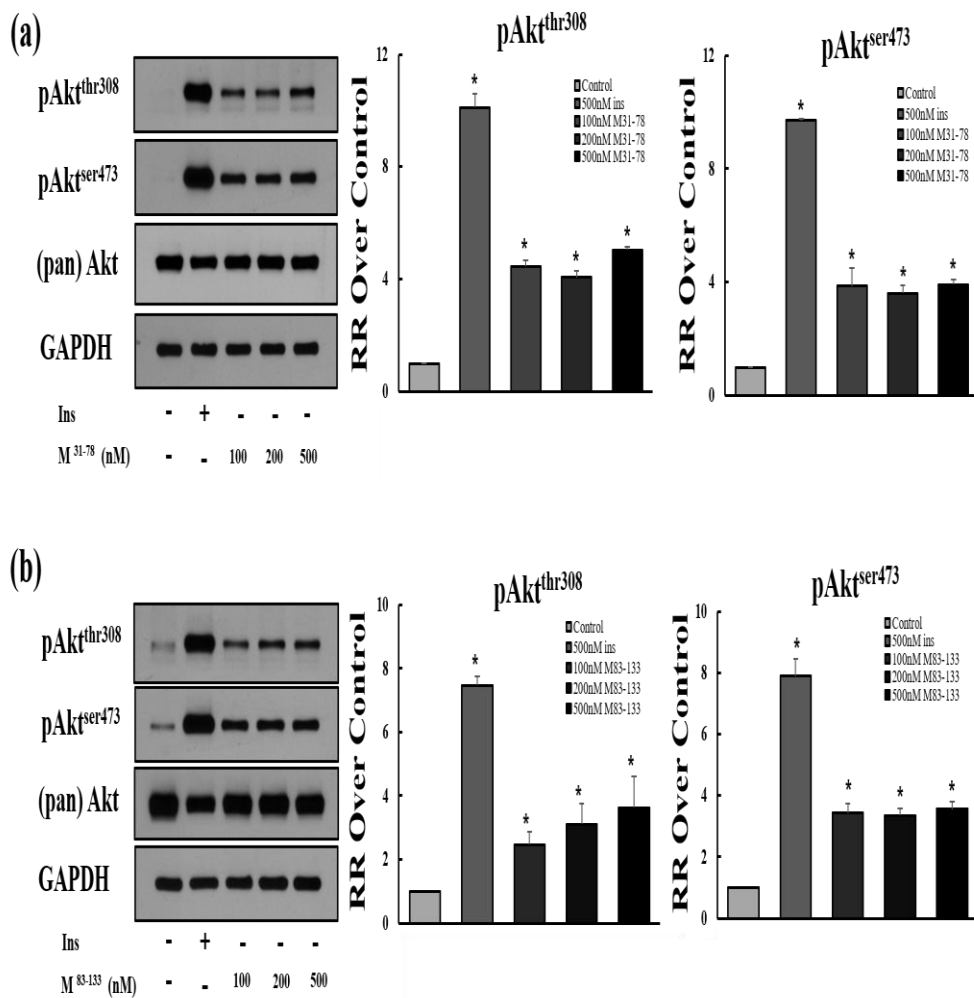 (a)
pAkt^thr308
pAkt^ser473
(pan) Akt
GAPDH
Ins - + - - -
M 31-78 (nM) - - 100 200 500
pAkt^thr308
RR Over Control
12
8
4
0
* * * *
Control
500nM ins
100nM M31-78
200nM M31-78
500nM M31-78
pAkt^ser473
RR Over Control
12
8
4
0
* * * *
Control
500nM ins
100nM M31-78
200nM M31-78
500nM M31-78
(b)
pAkt^thr308
pAkt^ser473
(pan) Akt
GAPDH
Ins - + - - -
M 83-133 (nM) - - 100 200 500
pAkt^thr308
RR Over Control
10
8
6
4
2
0
* * * *
Control
500nM ins
100nM M83-133
200nM M83-133
500nM M83-133
pAkt^ser473
RR Over Control
10
8
6
4
2
0
* * * *
Control
500nM ins
100nM M83-133
200nM M83-133
500nM M83-133